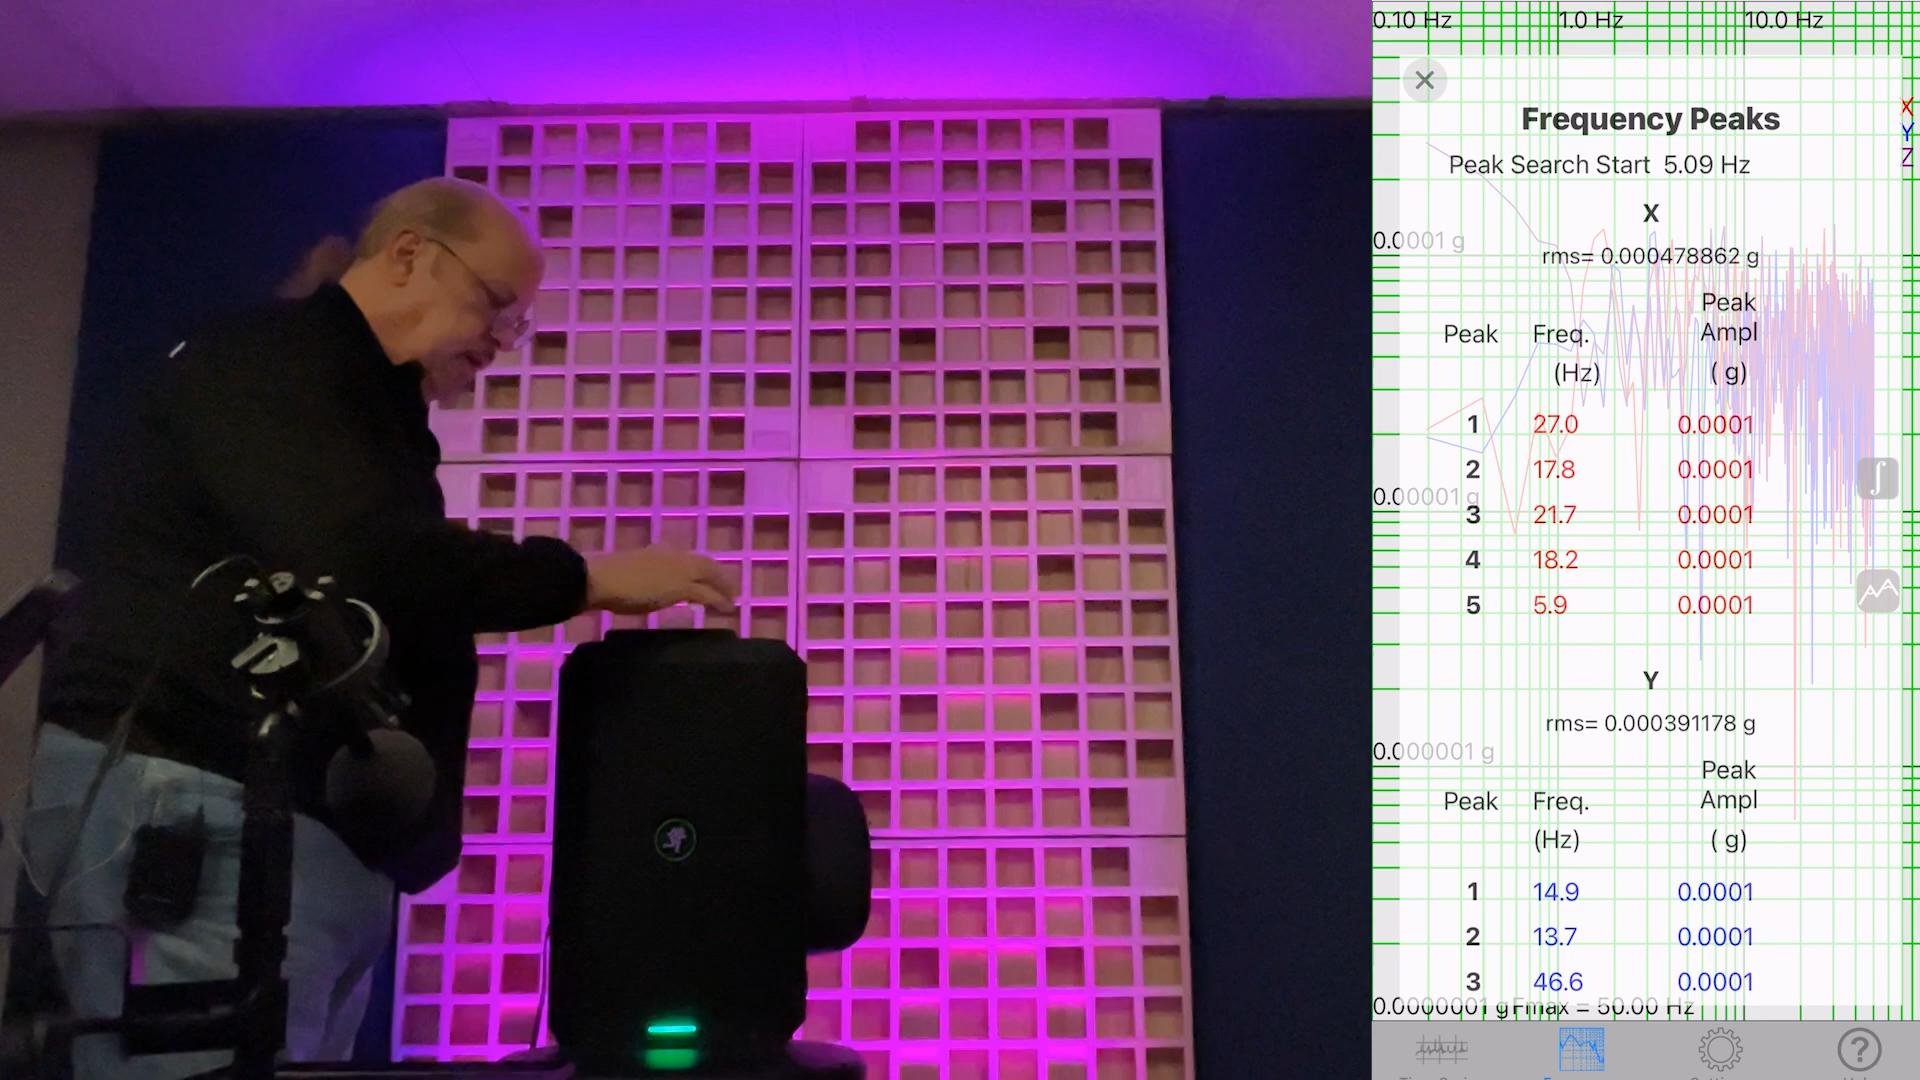 0.10 Hz 1.0 Hz 10.0 Hz
Frequency Peaks
X
Y
Z
Peak Search Start 5.09 Hz
X
0.0001 g
rms= 0.000478862 g
Peak Freq. Peak Ampl
(Hz) ( g)
1 27.0 0.0001
2 17.8 0.0001
0.00001 g
3 21.7 0.0001
4 18.2 0.0001
5 5.9 0.0001
Y
rms= 0.000391178 g
0.000001 g
Peak Freq. Peak Ampl
(Hz) ( g)
1 14.9 0.0001
2 13.7 0.0001
3 46.6 0.0001
0.0000001 g Fmax = 50.00 Hz
?